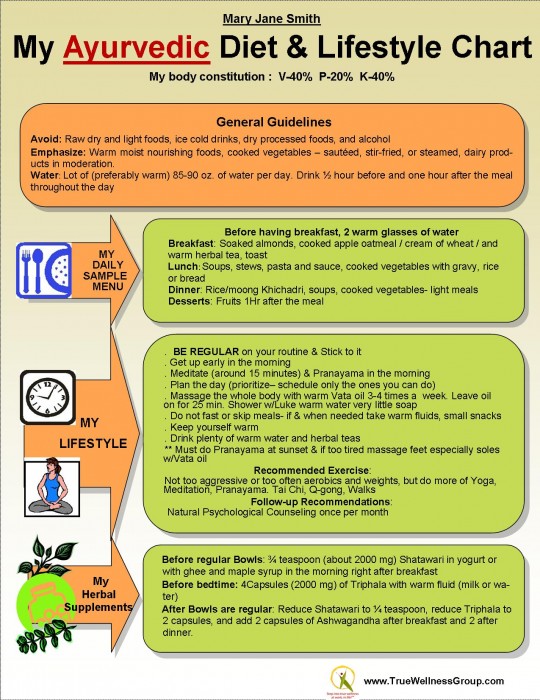 Mary Jane Smith
My Ayurvedic Diet & Lifestyle Chart
My body constitution : V-40% P-20% K-40%
General Guidelines
Avoid: Raw dry and light foods, ice cold drinks, dry processed foods, and alcohol
Emphasize: Warm moist nourishing foods, cooked vegetables – sautéed, stir-fried, or steamed, dairy prod-
ucts in moderation.
Water: Lot of (preferably warm) 85-90 oz. of water per day. Drink ½ hour before and one hour after the meal
throughout the day
MY
DAILY
SAMPLE
MENU
Before having breakfast, 2 warm glasses of water
Breakfast: Soaked almonds, cooked apple oatmeal / cream of wheat / and
warm herbal tea, toast
Lunch: Soups, stews, pasta and sauce, cooked vegetables with gravy, rice
or bread
Dinner: Rice/moong Khichadri, soups, cooked vegetables- light meals
Desserts: Fruits 1Hr after the meal
MY
LIFESTYLE
. BE REGULAR on your routine & Stick to it
. Get up early in the morning
. Meditate (around 15 minutes) & Pranayama in the morning
. Plan the day (prioritize– schedule only the ones you can do)
. Massage the whole body with warm Vata oil 3-4 times a week. Leave oil
on for 25 min. Shower w/Luke warm water very little soap
. Do not fast or skip meals- if & when needed take warm fluids, small snacks
. Keep yourself warm
. Drink plenty of warm water and herbal teas
** Must do Pranayama at sunset & if too tired massage feet especially soles
w/Vata oil
Recommended Exercise:
Not too aggressive or too often aerobics and weights, but do more of Yoga,
Meditation, Pranayama. Tai Chi, Q-gong, Walks
Follow-up Recommendations:
Natural Psychological Counseling once per month
My
Herbal
Supplements
Before regular Bowls: ¾ teaspoon (about 2000 mg) Shatawari in yogurt or
with ghee and maple syrup in the morning right after breakfast
Before bedtime: 4Capsules (2000 mg) of Triphala with warm fluid (milk or wa-
ter)
After Bowls are regular: Reduce Shatawari to ¼ teaspoon, reduce Triphala to
2 capsules, and add 2 capsules of Ashwagandha after breakfast and 2 after
dinner.
www.TrueWellnessGroup.com